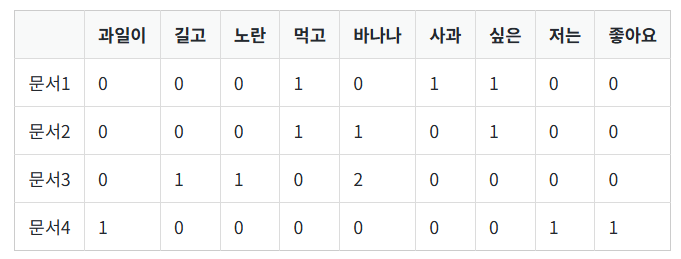 과일이 길고 노란 먹고 바나나 사과 싶은 저는 좋아요
문서1 0 0 0 1 0 1 1 0 0
문서2 0 0 0 1 1 0 1 0 0
문서3 0 1 1 0 2 0 0 0 0
문서4 1 0 0 0 0 0 0 1 1